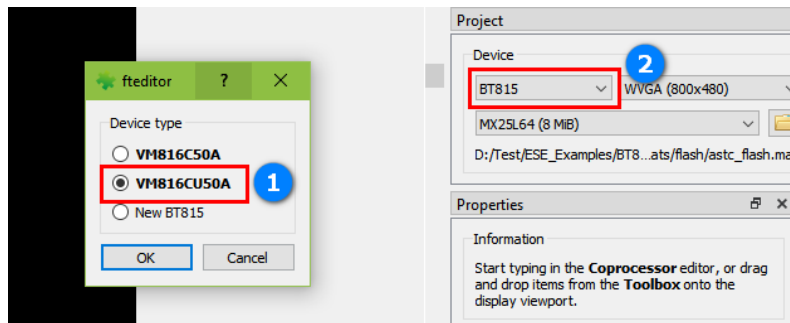 fteditor ? ×
Device type
VM816C50A
VM816CU50A
1
New BT815
OK Cancel
Project
Device
2
BT815 WVGA (800x480)
MX25L64 (8 MiB)
D:/Test/ESE_Examples/BT8...ats/flash/astc_flash.ma
Properties
Information
Start typing in the Coprocessor editor, or drag
and drop items from the Toolbox onto the
display viewport.